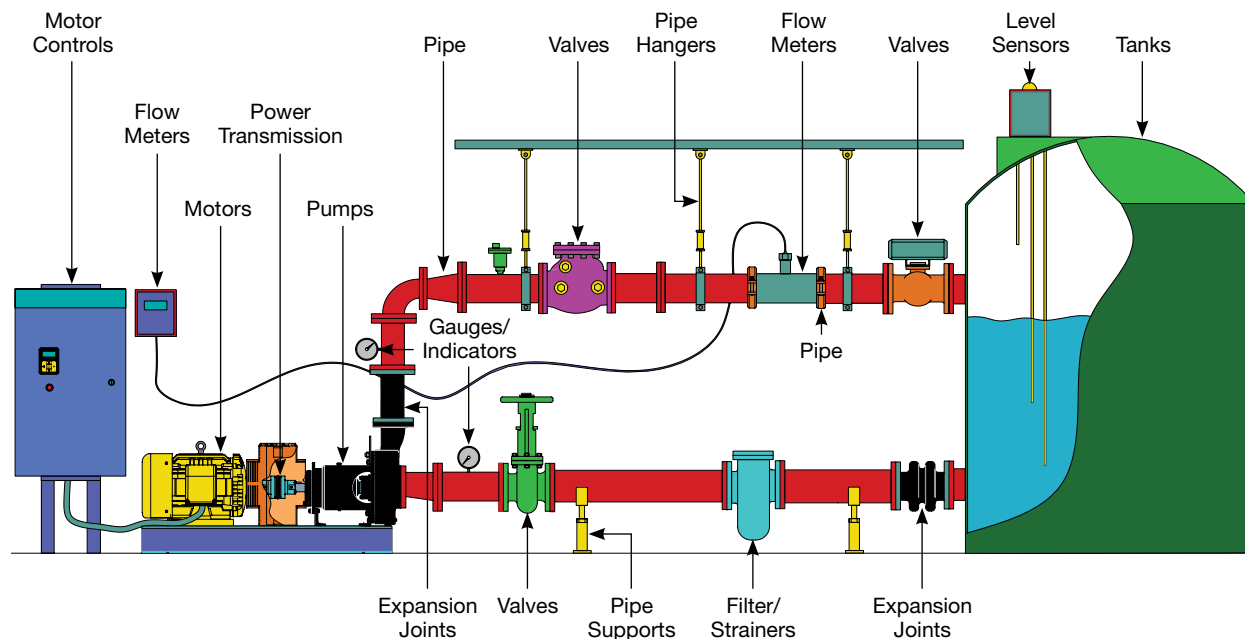 Motor
Controls
Flow
Meters
Power
Transmission
Pipe
Valves
Pipe
Hangers
Flow
Meters
Valves
Level
Sensors
Tanks
Motors
Pumps
Gauges/
Indicators
Pipe
Expansion
Joints
Valves
Pipe
Supports
Filter/
Strainers
Expansion
Joints